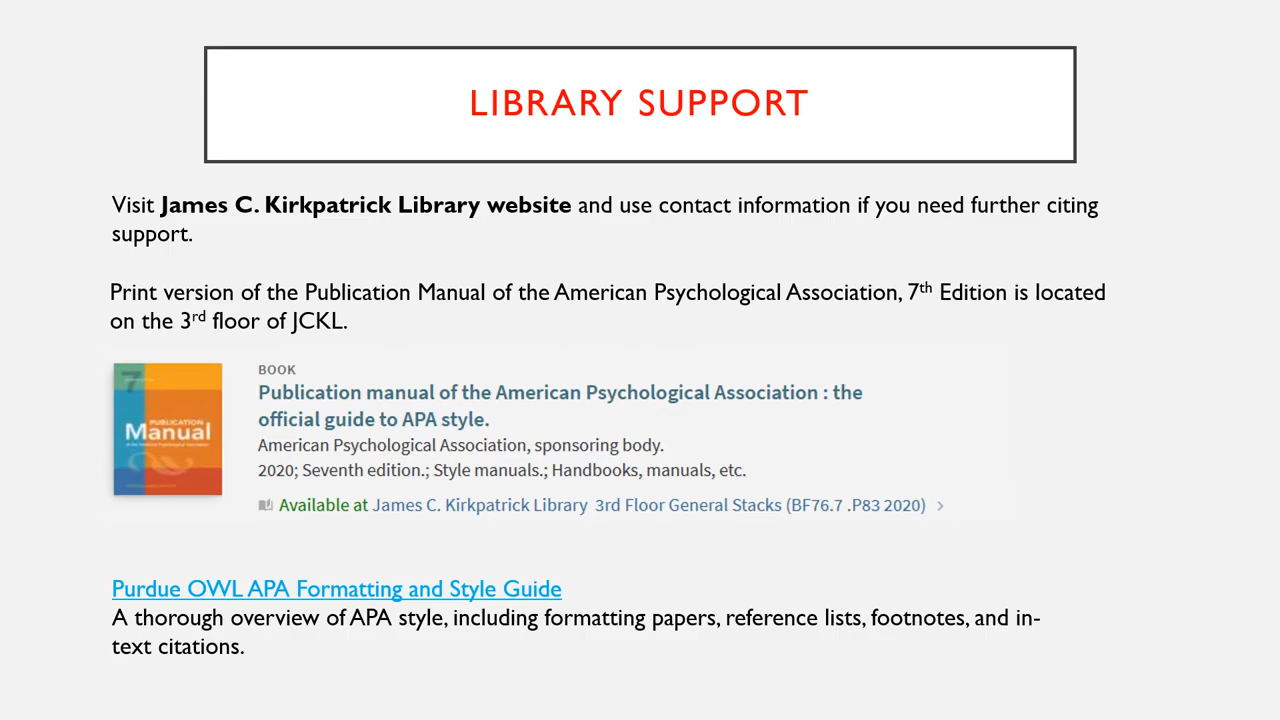 LIBRARY SUPPORT
Visit James C. Kirkpatrick Library website and use contact information if you need further citing
support.
Print version of the Publication Manual of the American Psychological Association, 7th Edition is located
on the 3rd floor of JCKL.
7
PUBLICATION
Manual
BOOK
Publication manual of the American Psychological Association : the
official guide to APA style.
American Psychological Association, sponsoring body.
2020; Seventh edition.; Style manuals.; Handbooks, manuals, etc.
Available at James C. Kirkpatrick Library 3rd Floor General Stacks (BF76.7 .P83 2020) >
Purdue OWL APA Formatting and Style Guide
A thorough overview of APA style, including formatting papers, reference lists, footnotes, and in-
text citations.